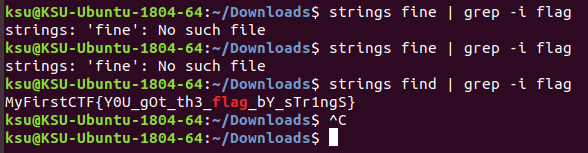 ksu@KSU-Ubuntu-1804-64:~/Downloads$ strings fine | grep -i flag
strings: 'fine': No such file
ksu@KSU-Ubuntu-1804-64:~/Downloads$ strings fine | grep -i flag
strings: 'fine': No such file
ksu@KSU-Ubuntu-1804-64:~/Downloads$ strings find | grep -i flag
MyFirstCTF{Y0U_gOt_th3_flag_bY_sTr1ngS}
ksu@KSU-Ubuntu-1804-64:~/Downloads$ ^C
ksu@KSU-Ubuntu-1804-64:~/Downloads$